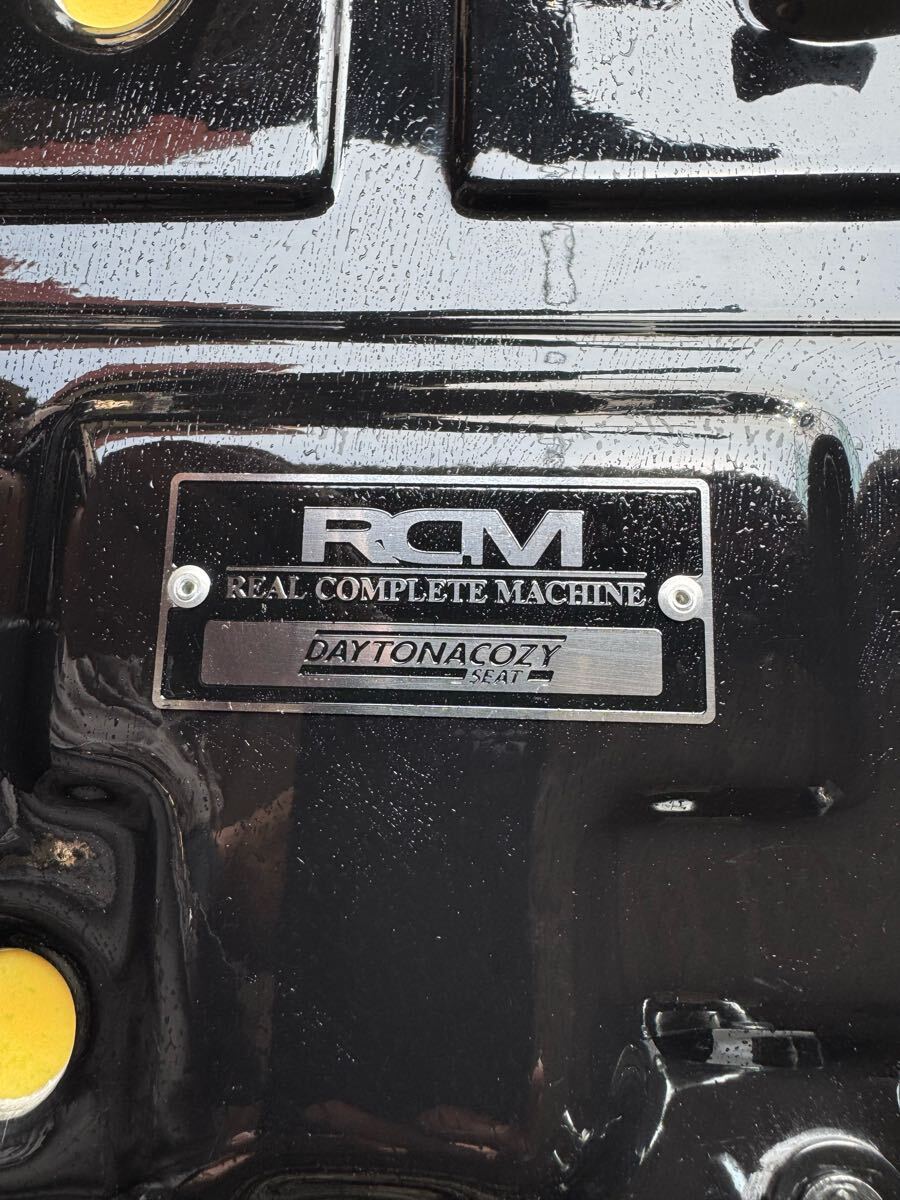 RCM
REAL COMPLETE MACHINE
DAYTONACOZY
SEAT